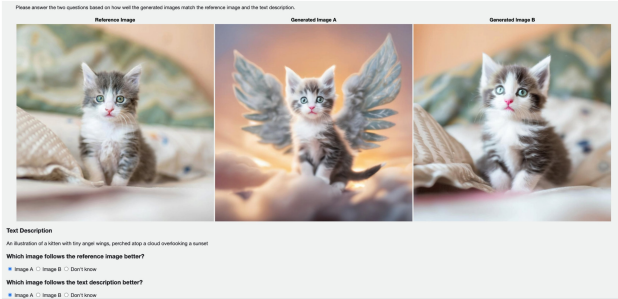 Please answer the two questions based on how well the generated images match the reference image and the text description.
Reference Image Generated Image A Generated Image B
Text Description
An illustration of a kitten with tiny angel wings, perched atop a cloud overlooking a sunset
Which image follows the reference image better?
Image A Image B Don't know
Which image follows the text description better?
Image A Image B Don't know